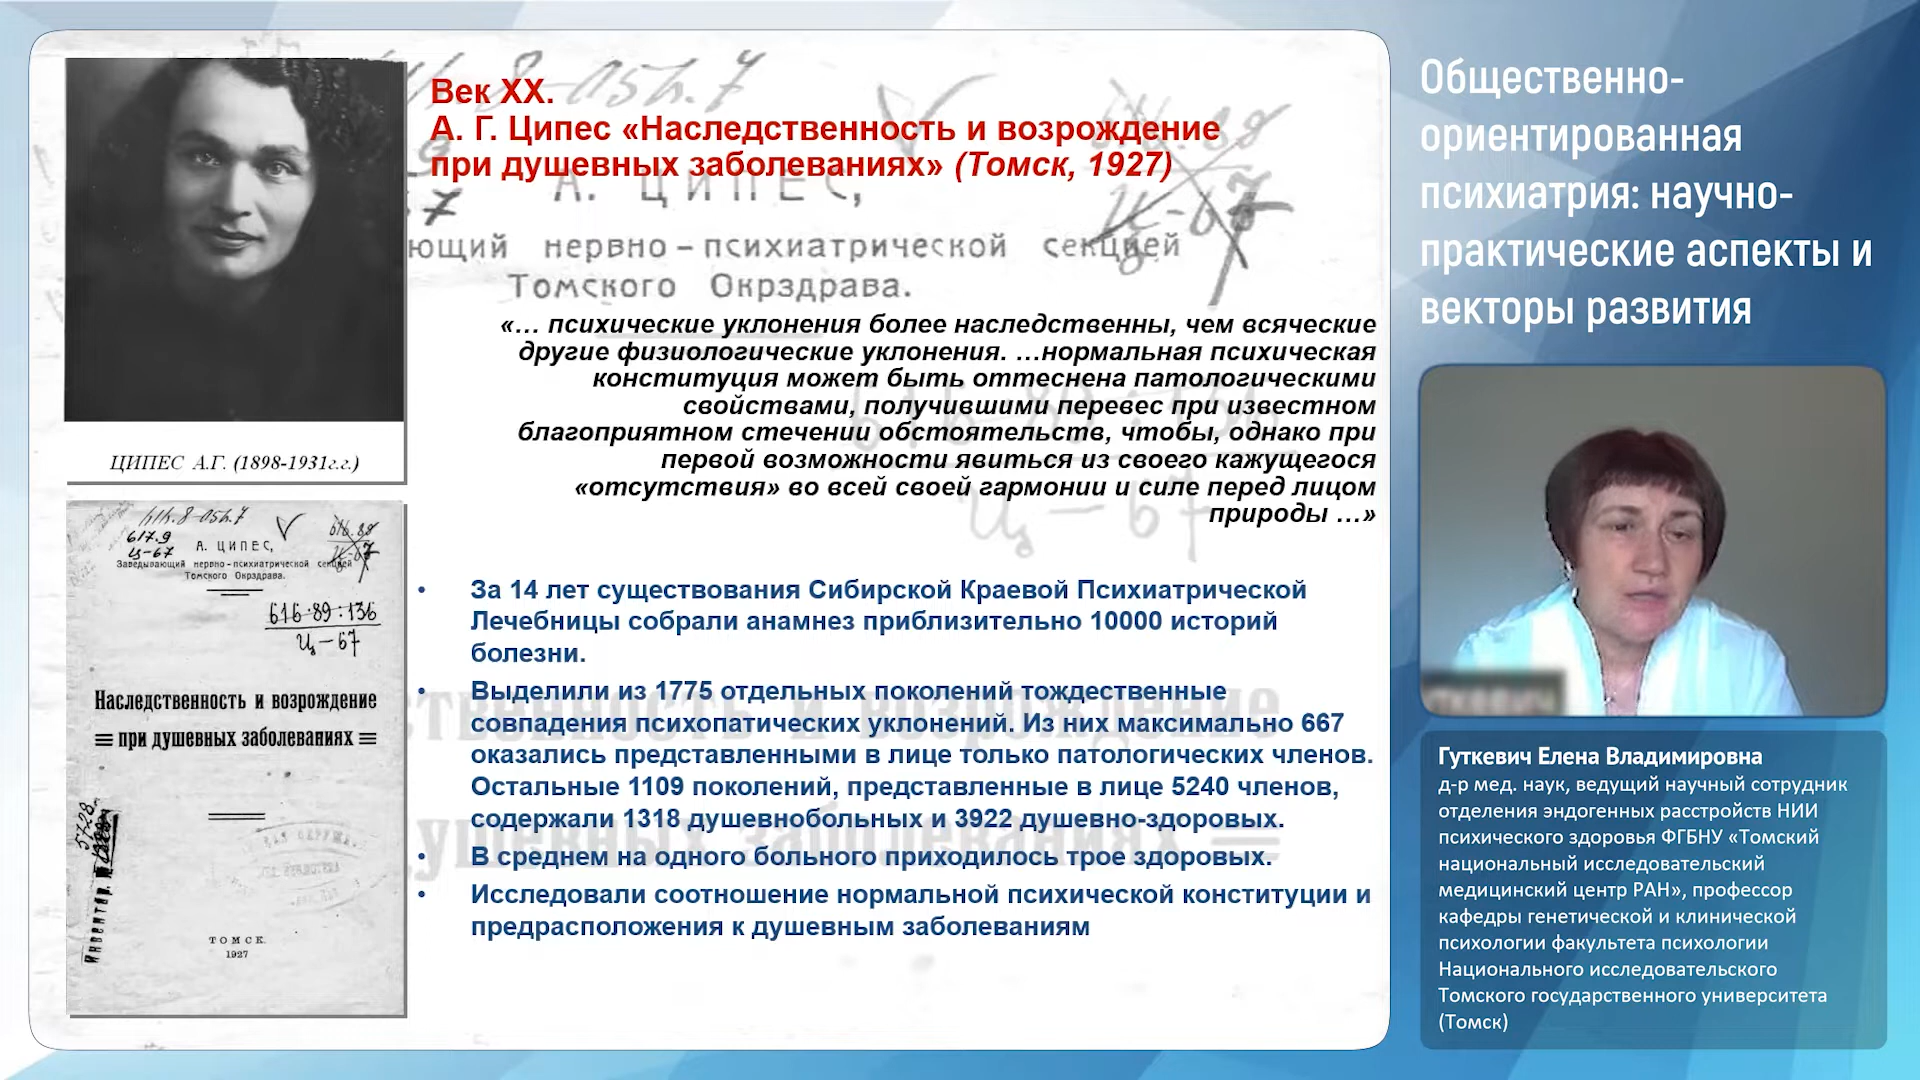 Век XX.
А. Г. Ципес «Наследственность и возрождение
при душевных заболеваниях» (Томск, 1927)
А. ЦИПЕС,
ющий нервно-психиатрической секцией
Томского Окрздрава.
«… психические уклонения более наследственны, чем всяческие
другие физиологические уклонения. …нормальная психическая
конституция может быть оттеснена патологическими
свойствами, получившими перевес при известном
благоприятном стечении обстоятельств, чтобы, однако при
первой возможности явиться из своего кажущегося
«отсутствия» во всей своей гармонии и силе перед лицом
природы …»
ЦИПЕС А.Г. (1898-1931г.г.)
617.9
Ц-67
А. ЦИПЕС,
Заведывающий нервно-психиатрической секцией
Томского Окрздрава.
616-89:136
Ц-67
Наследственность и возрождение
при душевных заболеваниях
ТОМСК.
1927
• За 14 лет существования Сибирской Краевой Психиатрической
Лечебницы собрали анамнез приблизительно 10000 историй
болезни.
• Выделили из 1775 отдельных поколений тождественные
совпадения психопатических уклонений. Из них максимально 667
оказались представленными в лице только патологических членов.
Остальные 1109 поколений, представленные в лице 5240 членов,
содержали 1318 душевнобольных и 3922 душевно-здоровых.
• В среднем на одного больного приходилось трое здоровых.
• Исследовали соотношение нормальной психической конституции и
предрасположения к душевным заболеваниям
Общественно-
ориентированная
психиатрия: научно-
практические аспекты и
векторы развития
Гуткевич Елена Владимировна
д-р мед. наук, ведущий научный сотрудник
отделения эндогенных расстройств НИИ
психического здоровья ФГБНУ «Томский
национальный исследовательский
медицинский центр РАН», профессор
кафедры генетической и клинической
психологии факультета психологии
Национального исследовательского
Томского государственного университета
(Томск)